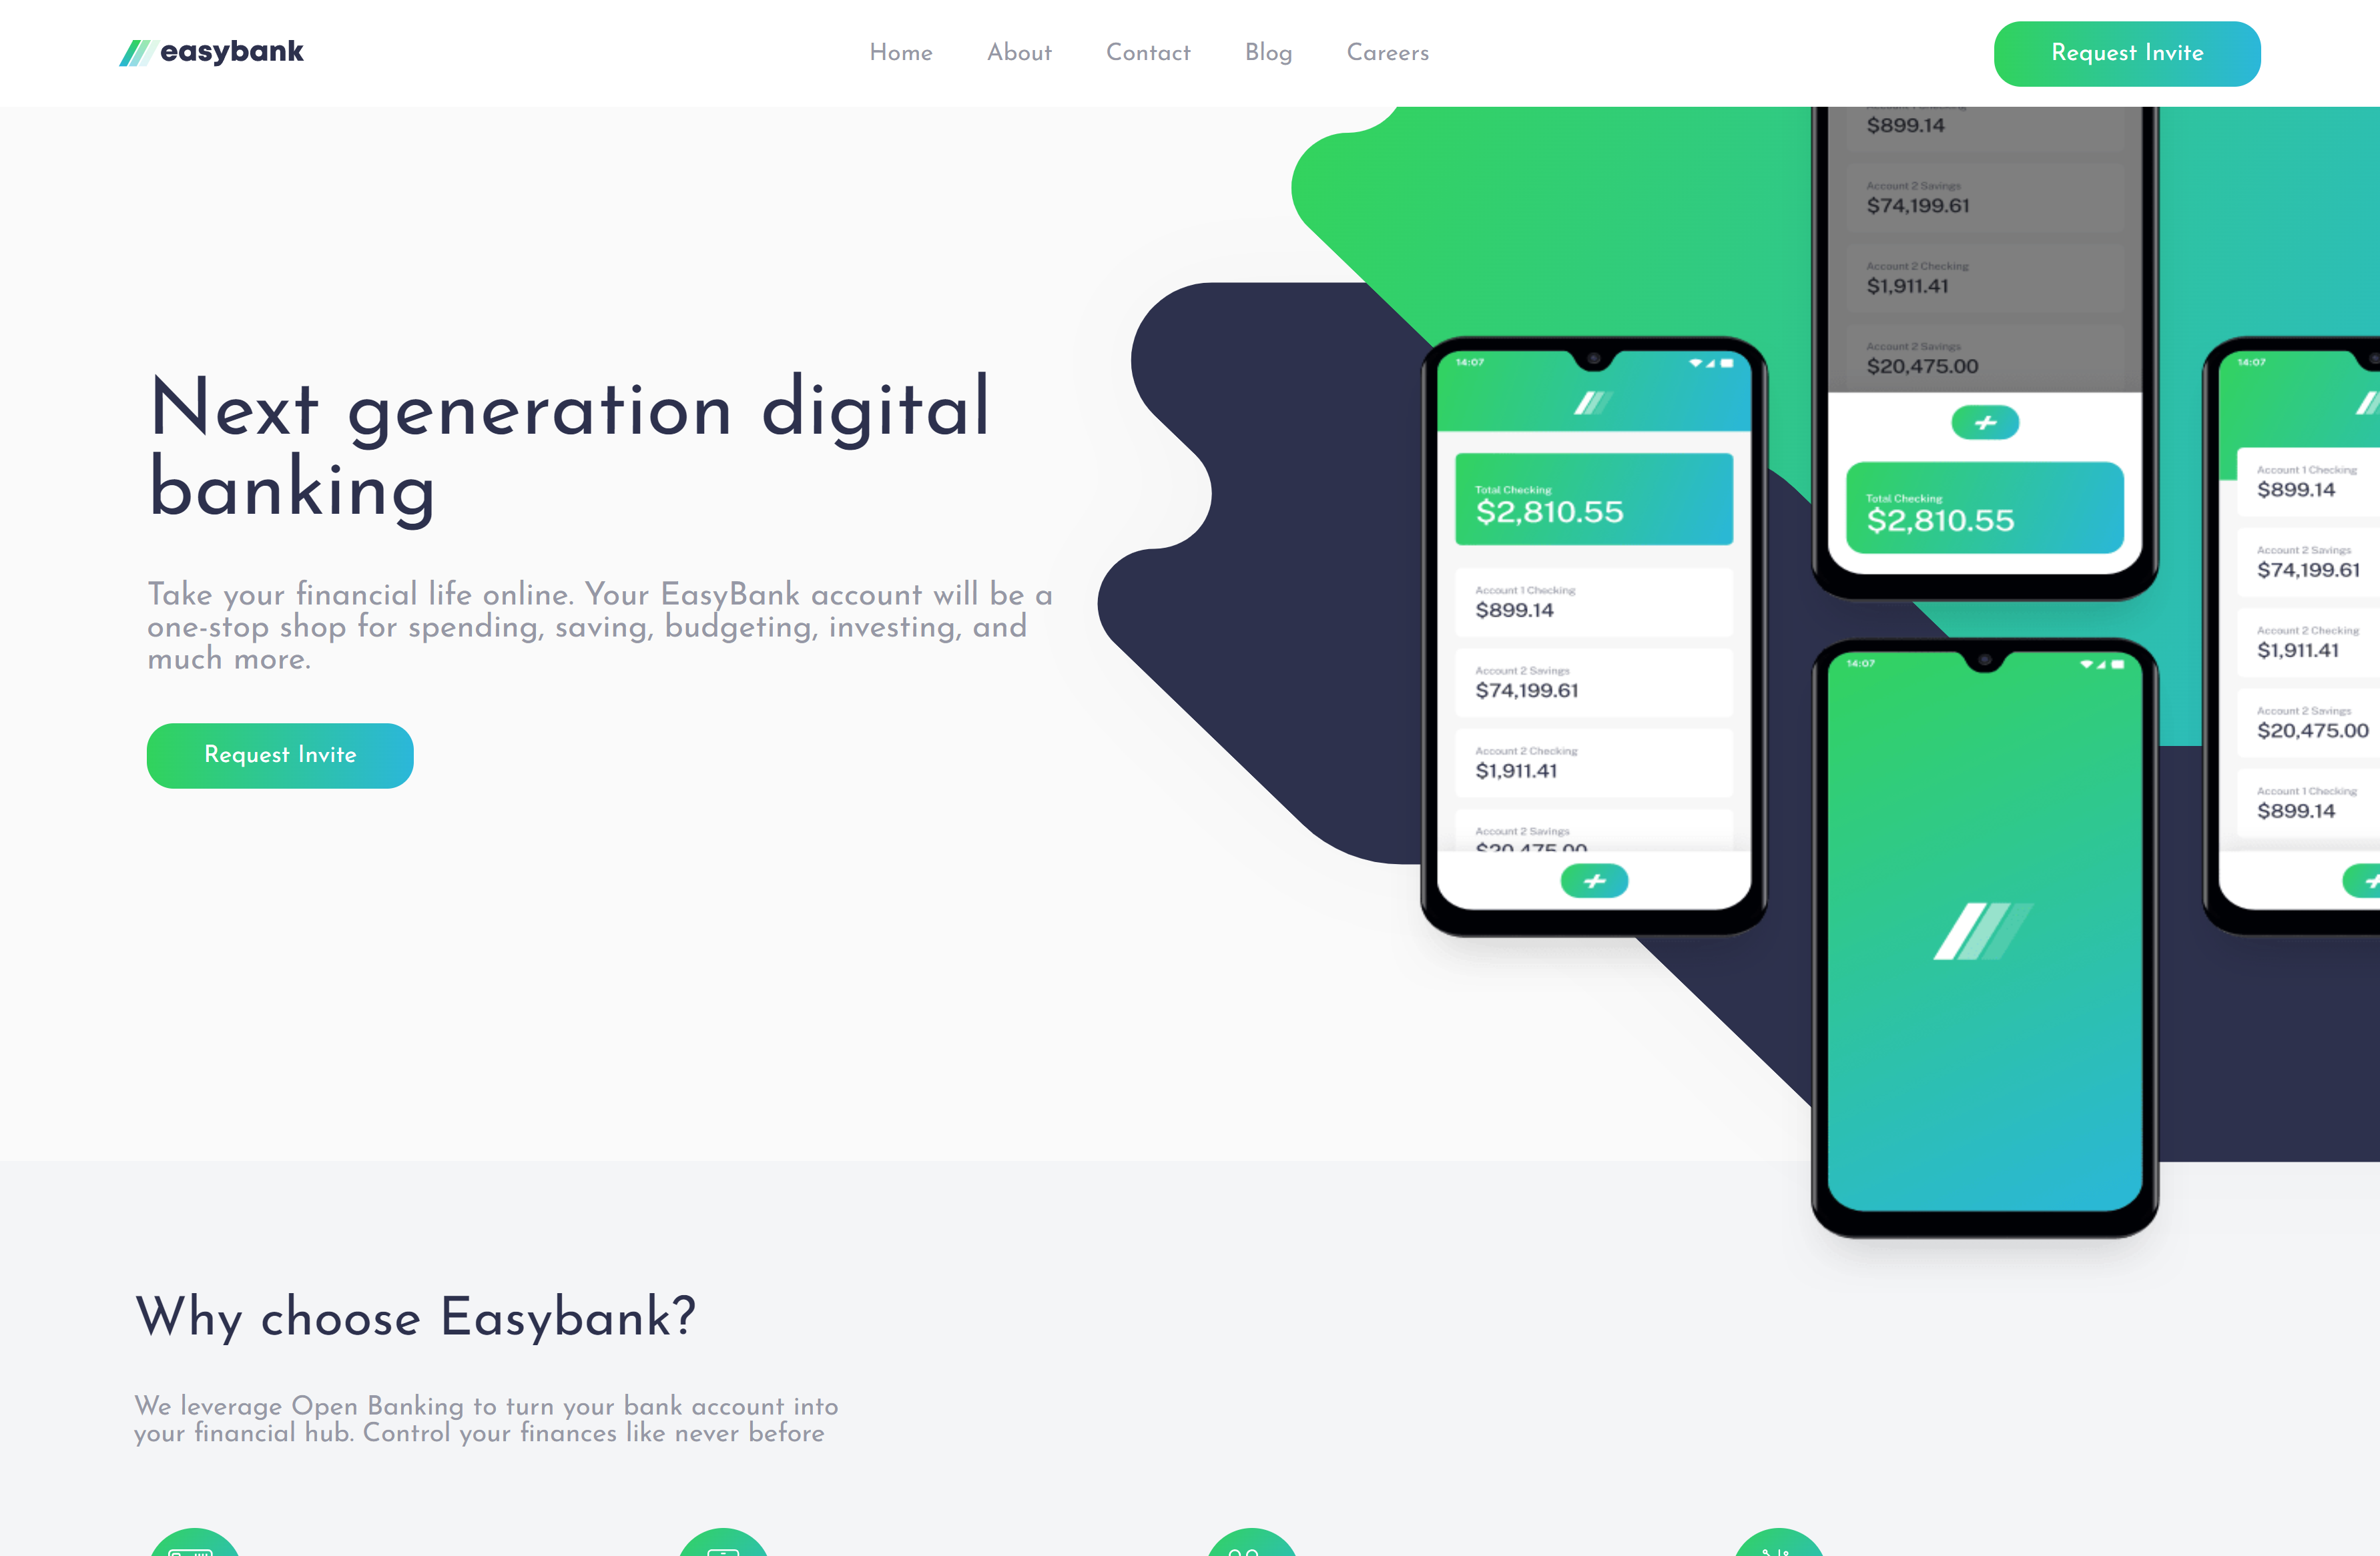 easybank
Home
About
Contact
Blog
Careers
Request Invite
Next generation digital
banking
Take your financial life online. Your EasyBank account will be a
one-stop shop for spending, saving, budgeting, investing, and
much more.
Request Invite
14:07
Total Checking
$2,810.55
Account 1 Checking
$899.14
Account 2 Savings
$74,199.61
Account 2 Checking
$1,911.41
Account 2 Savings
$20,475.00
$899.14
Account 2 Savings
$74,199.61
Account 2 Checking
$1,911.41
Account 2 Savings
$20,475.00
Total Checking
$2,810.55
14:07
14:07
Account 1 Checking
$899.14
Account 2 Savings
$74,199.61
Account 2 Checking
$1,911.41
Account 2 Savings
$20,475.00
Account 1 Checking
$899.14
Why choose Easybank?
We leverage Open Banking to turn your bank account into
your financial hub. Control your finances like never before